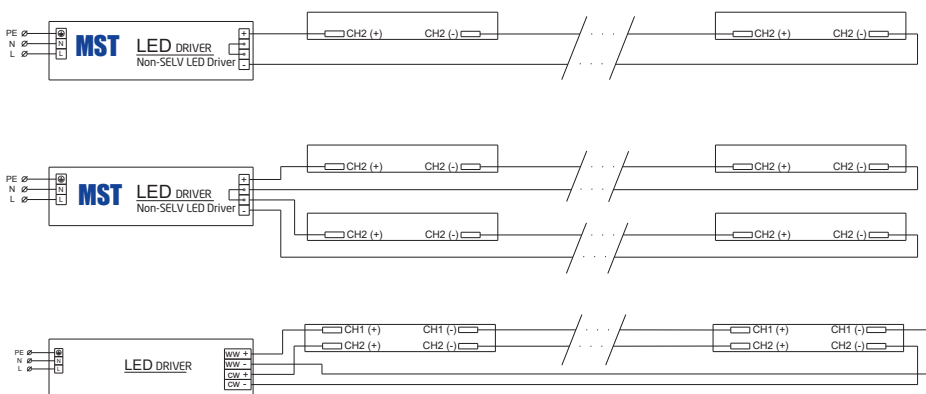 PE + CH2 (+) CH2 (-) CH2 (+) CH2 (-)
N N MST LED DRIVER
L L Non-SELV LED Driver -
PE + CH2 (+) CH2 (-) CH2 (+) CH2 (-)
N N MST LED DRIVER
L L Non-SELV LED Driver -
CH2 (+) CH2 (-) CH2 (+) CH2 (-)
CH1 (+) CH1 (-) CH1 (+) CH1 (-)
CH2 (+) CH2 (-) CH2 (+) CH2 (-)
PE WW +
N N LED DRIVER WW -
L L CW +
CW -